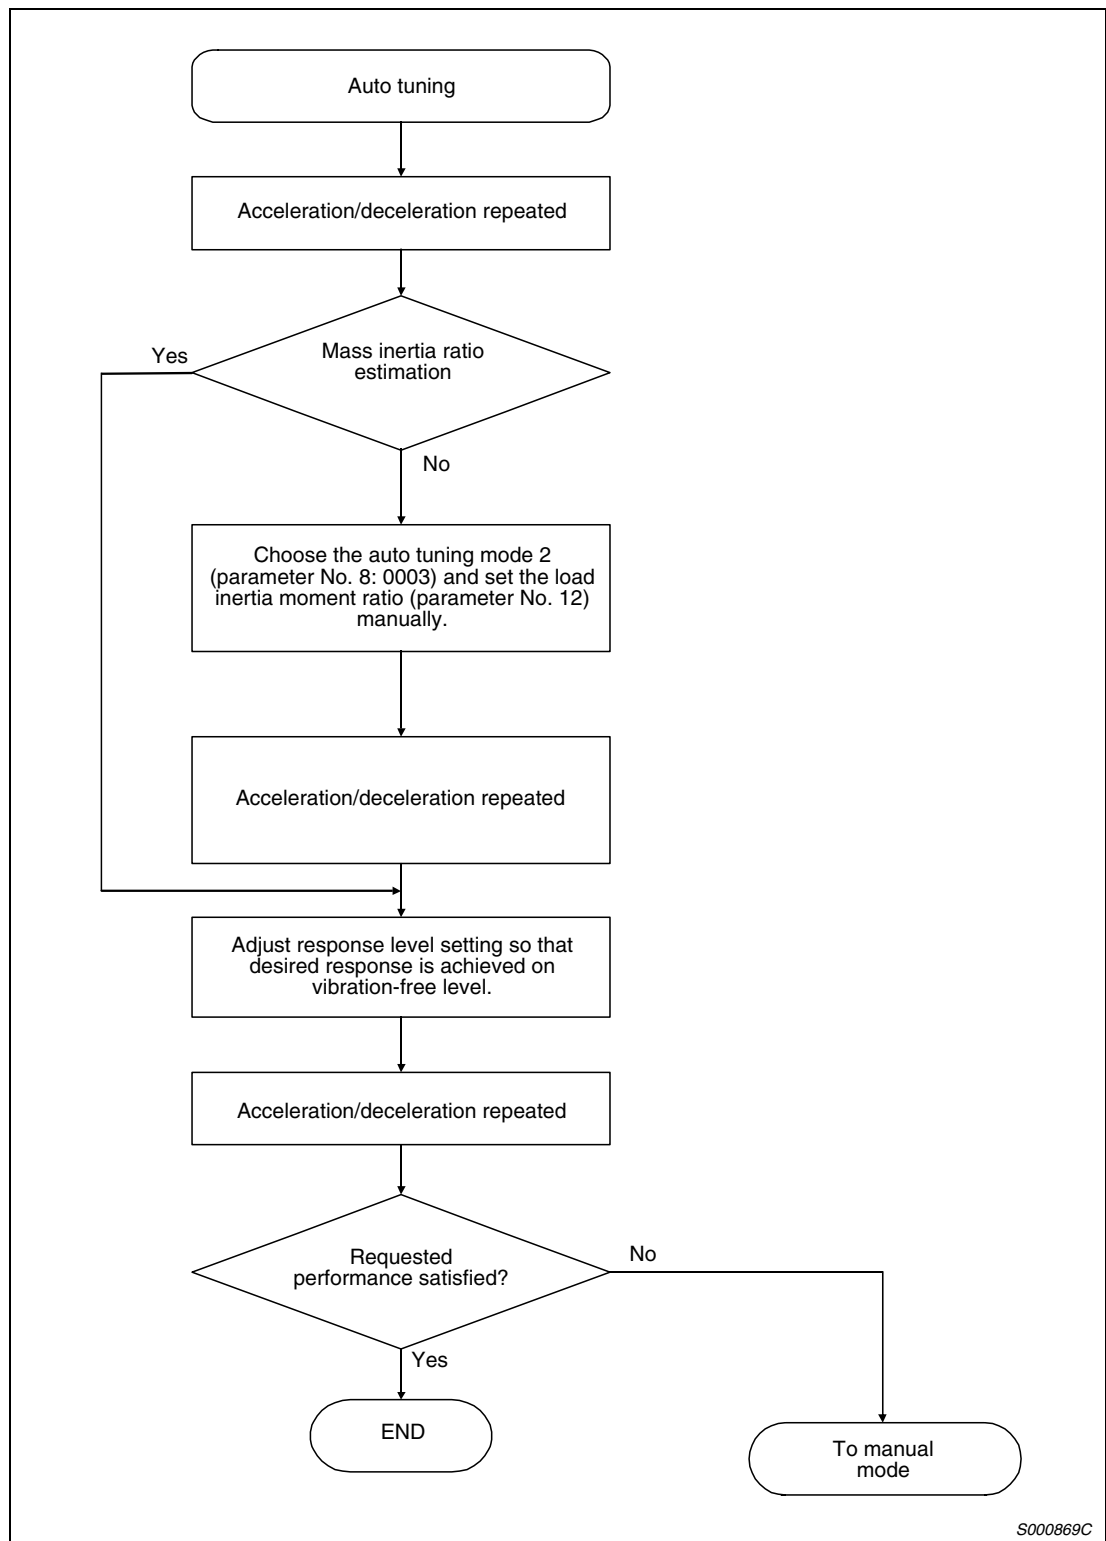 Auto tuning
Acceleration/deceleration repeated
Mass inertia ratio
estimation
Yes
No
Choose the auto tuning mode 2
(parameter No. 8: 0003) and set the load
inertia moment ratio (parameter No. 12)
manually.
Acceleration/deceleration repeated
Adjust response level setting so that
desired response is achieved on
vibration-free level.
Acceleration/deceleration repeated
Requested
performance satisfied?
No
Yes
END
To manual
mode
S000869C